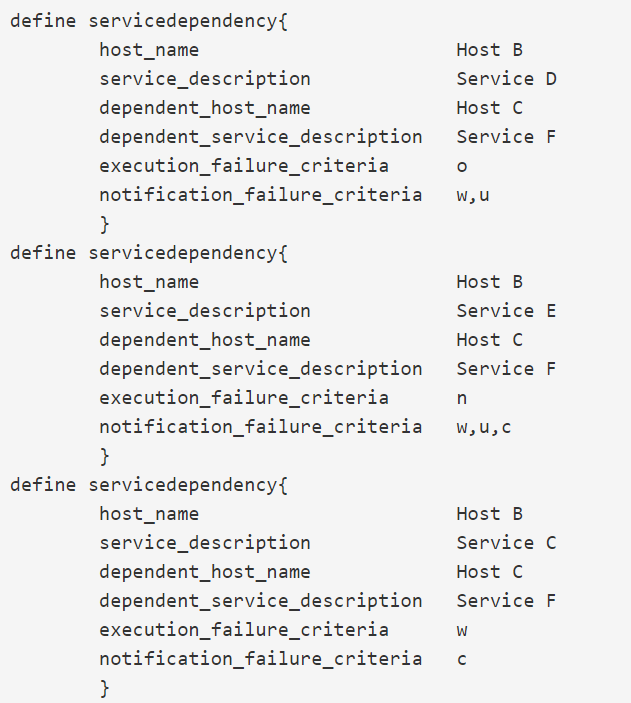 define servicedependency{
        host_name                       Host B
        service_description             Service D
        dependent_host_name             Host C
        dependent_service_description   Service F
        execution_failure_criteria      o
        notification_failure_criteria   w,u
        }
define servicedependency{
        host_name                       Host B
        service_description             Service E
        dependent_host_name             Host C
        dependent_service_description   Service F
        execution_failure_criteria      n
        notification_failure_criteria   w,u,c
        }
define servicedependency{
        host_name                       Host B
        service_description             Service C
        dependent_host_name             Host C
        dependent_service_description   Service F
        execution_failure_criteria      w
        notification_failure_criteria   c
        }